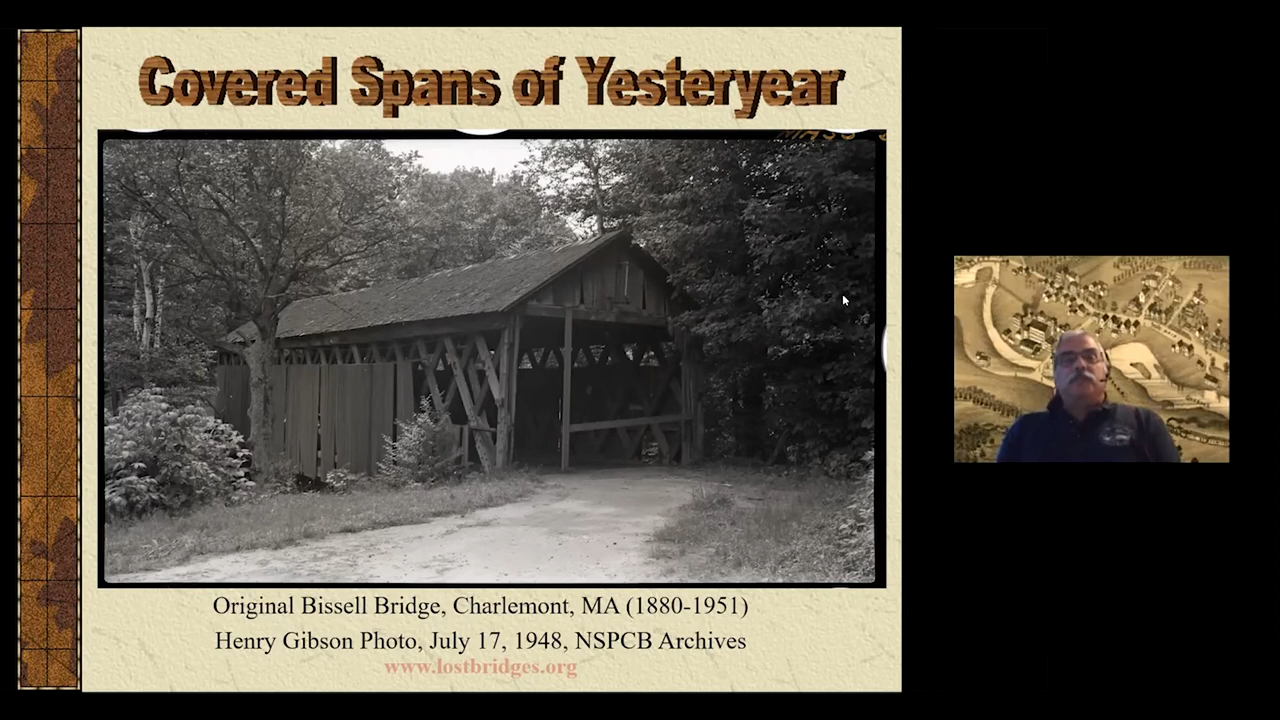 Covered Spans of Yesteryear
MASS
Original Bissell Bridge, Charlemont, MA (1880-1951)
Henry Gibson Photo, July 17, 1948, NSPCB Archives
www.lostbridges.org